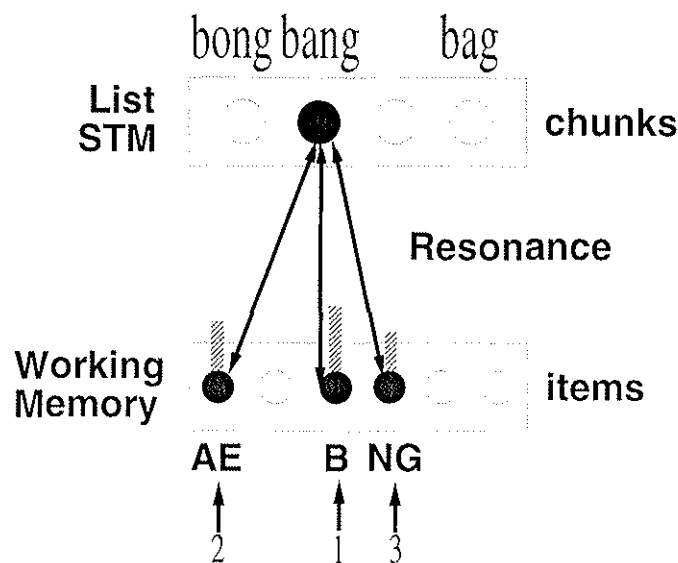 bong bang bag
List
STM
chunks
Resonance
Working
Memory
items
AE B NG
2 1 3